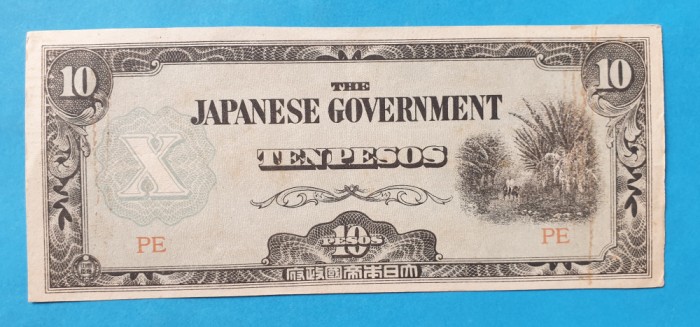 10 10
THE
JAPANESE GOVERNMENT
TEN PESOS
X
PE PE
10
PESOS
府政國帝本日大